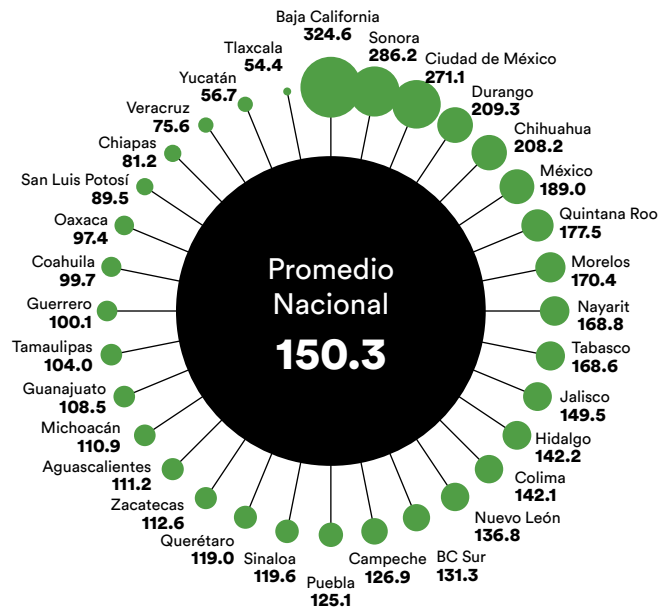 Baja California
324.6
Sonora
286.2
Ciudad de México
271.1
Durango
209.3
Chihuahua
208.2
México
189.0
Quintana Roo
177.5
Morelos
170.4
Nayarit
168.8
Tabasco
168.6
Jalisco
149.5
Hidalgo
142.2
Colima
142.1
Nuevo León
136.8
BC Sur
131.3
Campeche
126.9
Puebla
125.1
Sinaloa
119.6
Querétaro
119.0
Zacatecas
112.6
Aguascalientes
111.2
Michoacán
110.9
Guanajuato
108.5
Tamaulipas
104.0
Guerrero
100.1
Coahuila
99.7
Oaxaca
97.4
San Luis Potosí
89.5
Chiapas
81.2
Veracruz
75.6
Yucatán
56.7
Tlaxcala
54.4
Promedio
Nacional
150.3